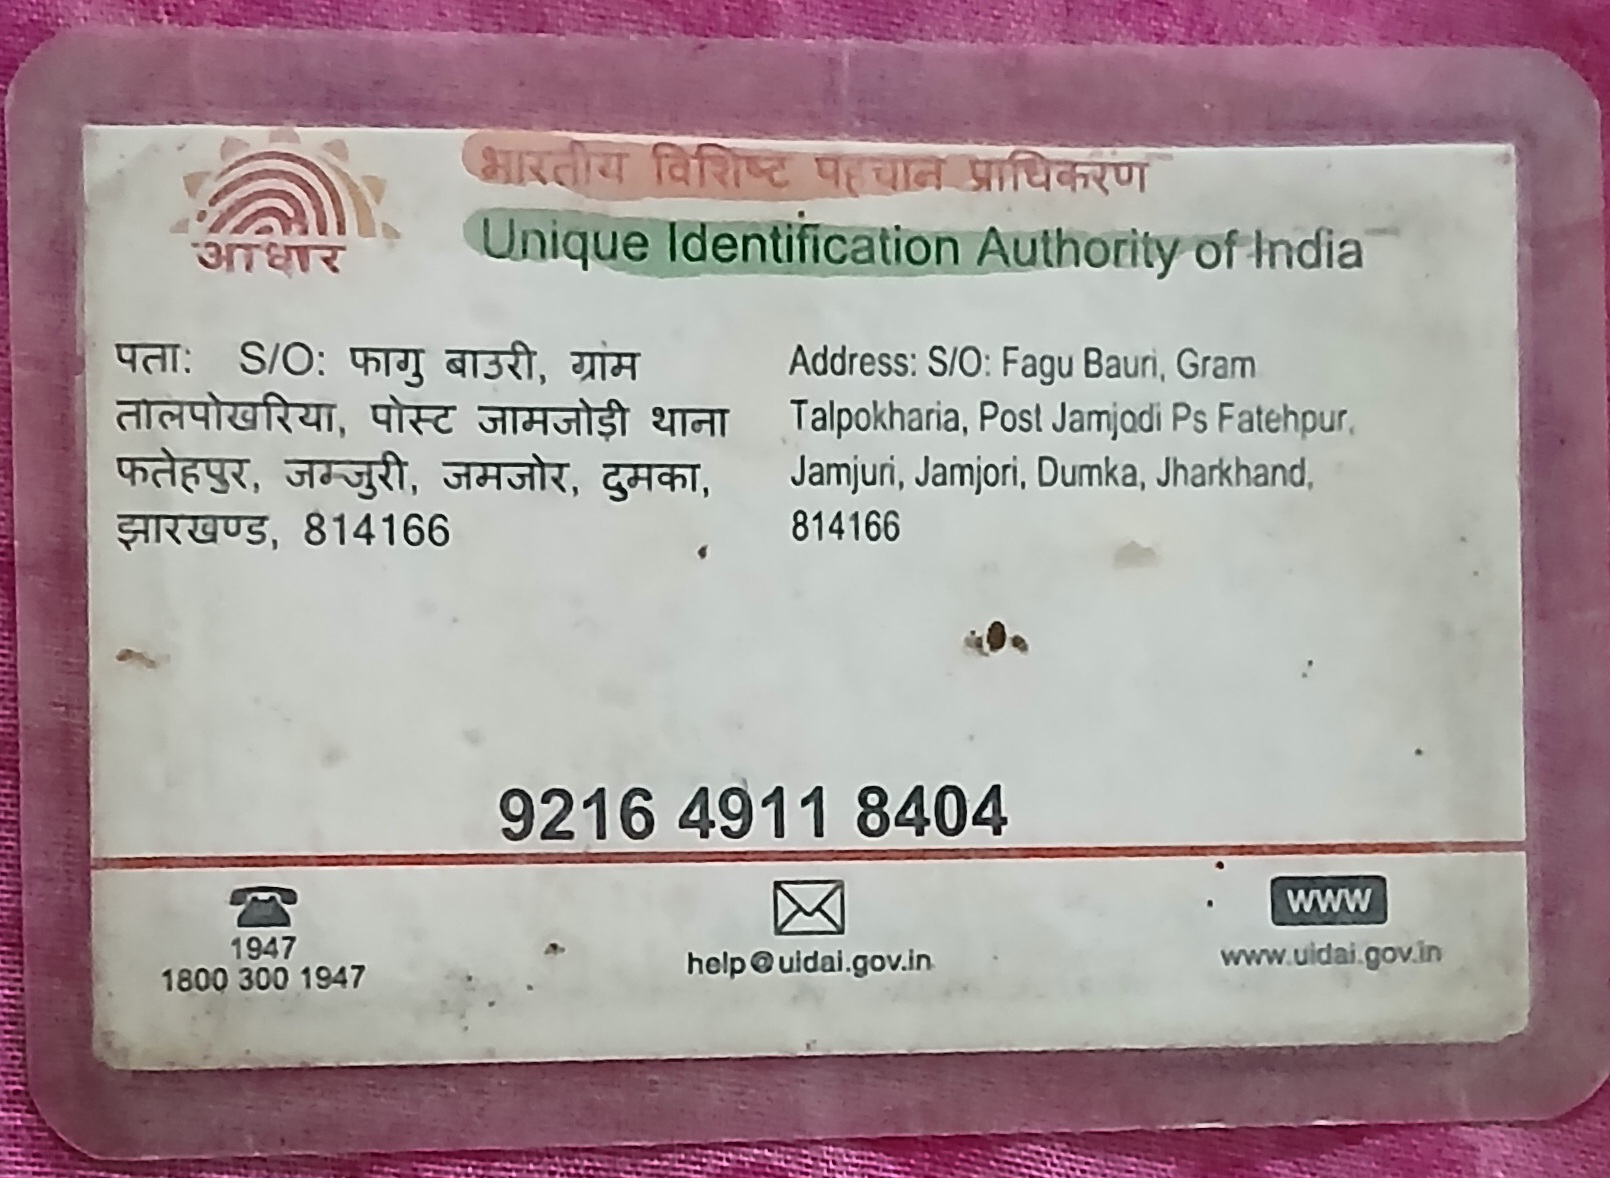 आधार
भारतीय विशिष्ट पहचान प्राधिकरण
Unique Identification Authority of India
पता: S/O: फागु बाउरी, ग्राम
तालपोखरिया, पोस्ट जामजोड़ी थाना
फतेहपुर, जम्जुरी, जमजोर, दुमका,
झारखण्ड, 814166
Address: S/O: Fagu Bauri, Gram
Talpokharia, Post Jamjodi Ps Fatehpur,
Jamjuri, Jamjori, Dumka, Jharkhand,
814166
9216 4911 8404
1947
1800 300 1947
help@uidai.gov.in
www
www.uidai.gov.in